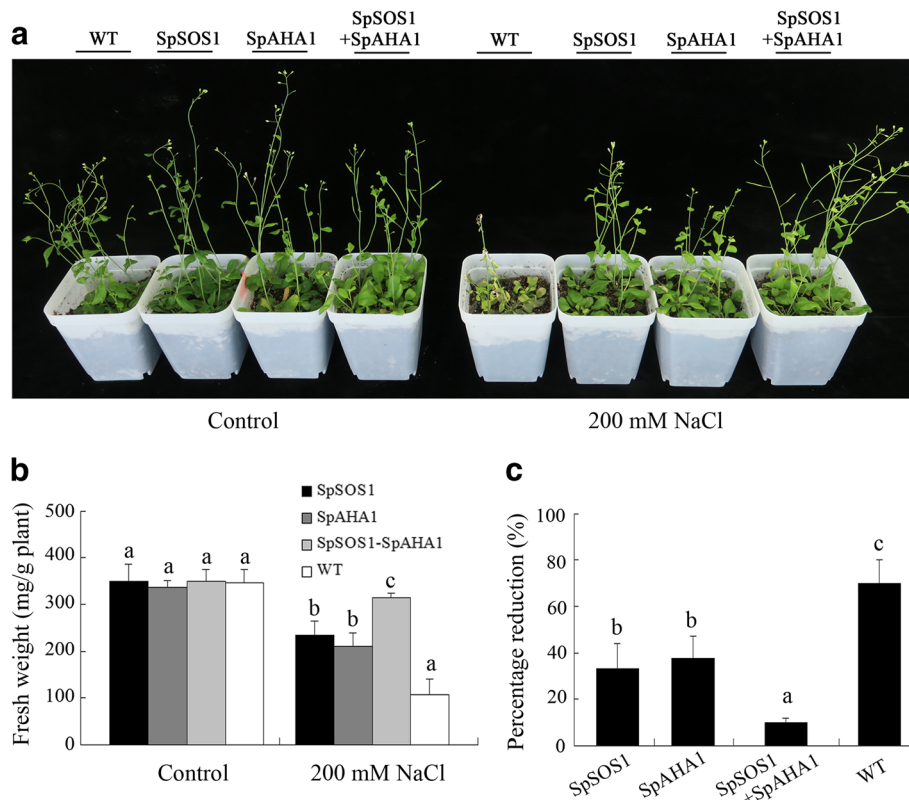 a
WT SpSOS1 SpAHA1 SpSOS1
+SpAHA1
WT SpSOS1 SpAHA1 SpSOS1
+SpAHA1
Control 200 mM NaCl
b
Fresh weight (mg/g plant)
500
400
300
200
100
0
SpSOS1
SpAHA1
SpSOS1-SpAHA1
WT
a a a a
b b c a
Control 200 mM NaCl
c
Percentage reduction (%)
100
80
60
40
20
0
b b a c
SpSOS1
SpAHA1
SpSOS1
+SpAHA1
WT